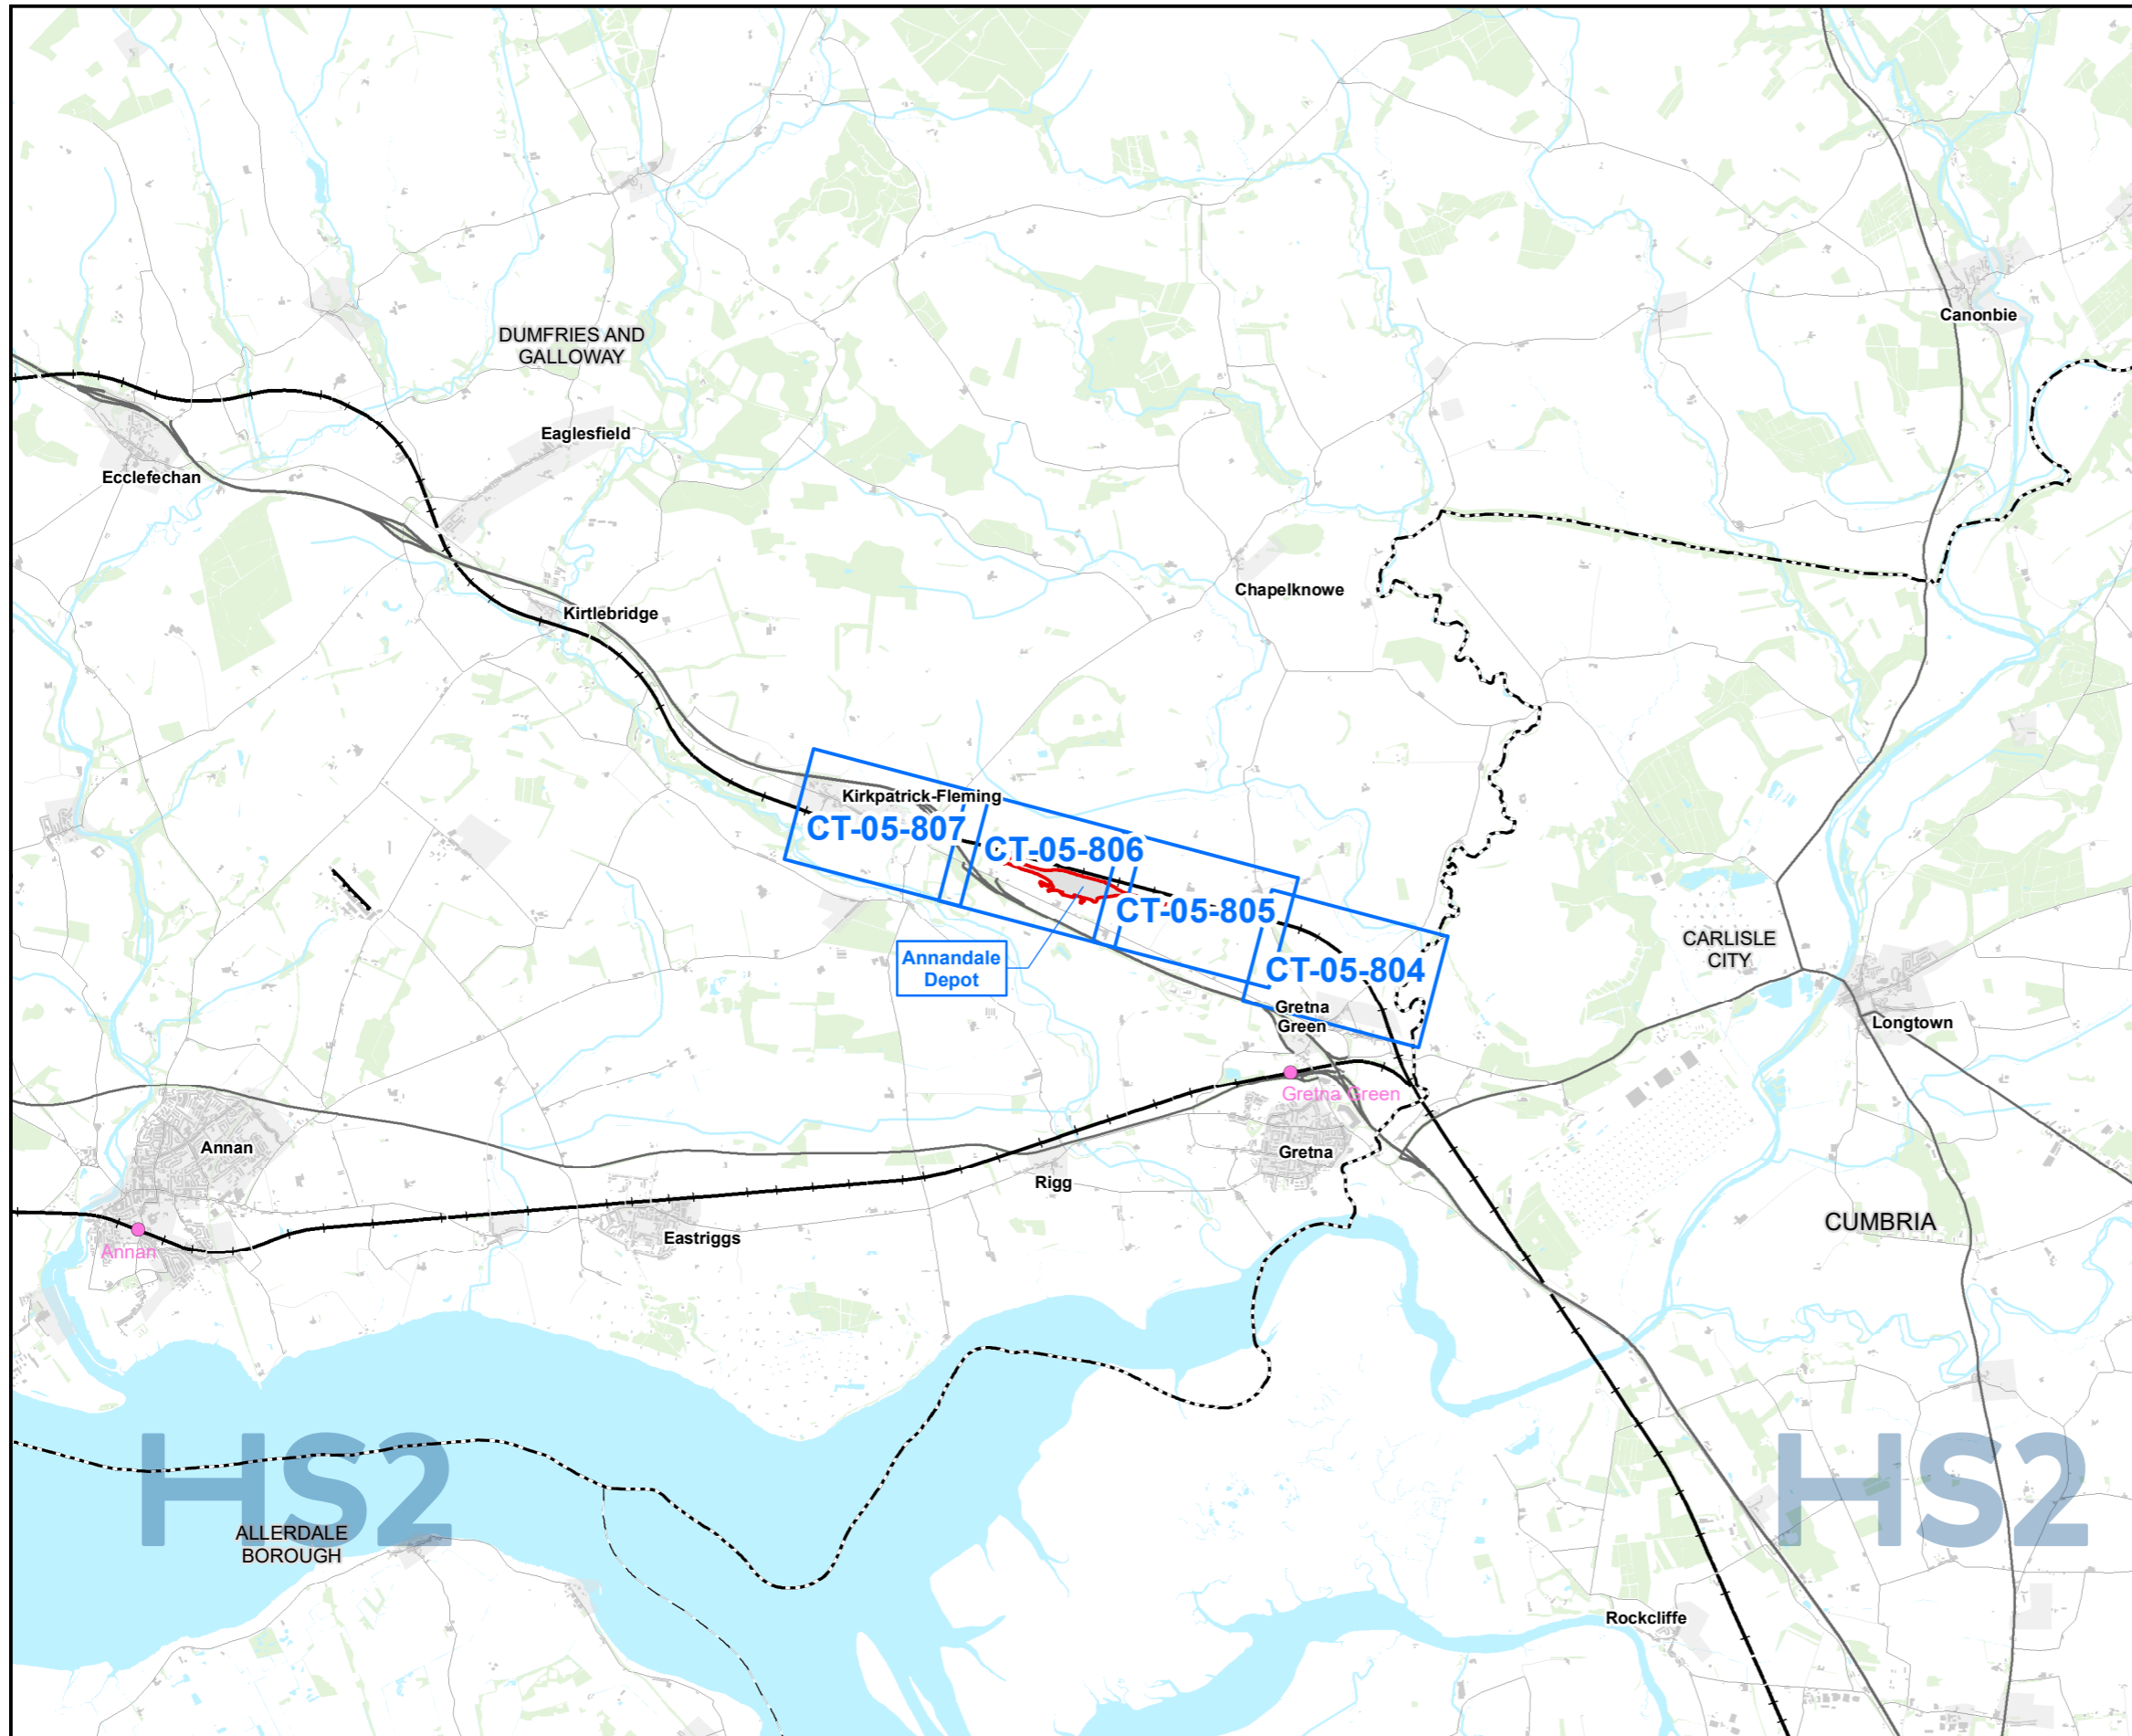 Canonbie
DUMFRIES AND
GALLOWAY
Eaglesfield
Ecclefechan
Chapelknowe
Kirtlebridge
Kirkpatrick-Fleming
CT-05-807
CT-05-806
CT-05-805
CT-05-804
Annandale
Depot
CARLISLE
CITY
Gretna
Green
Longtown
Gretna Green
Annan
Gretna
Rigg
CUMBRIA
Eastriggs
Annan
HS2
HS2
ALLERDALE
BOROUGH
Rockcliffe